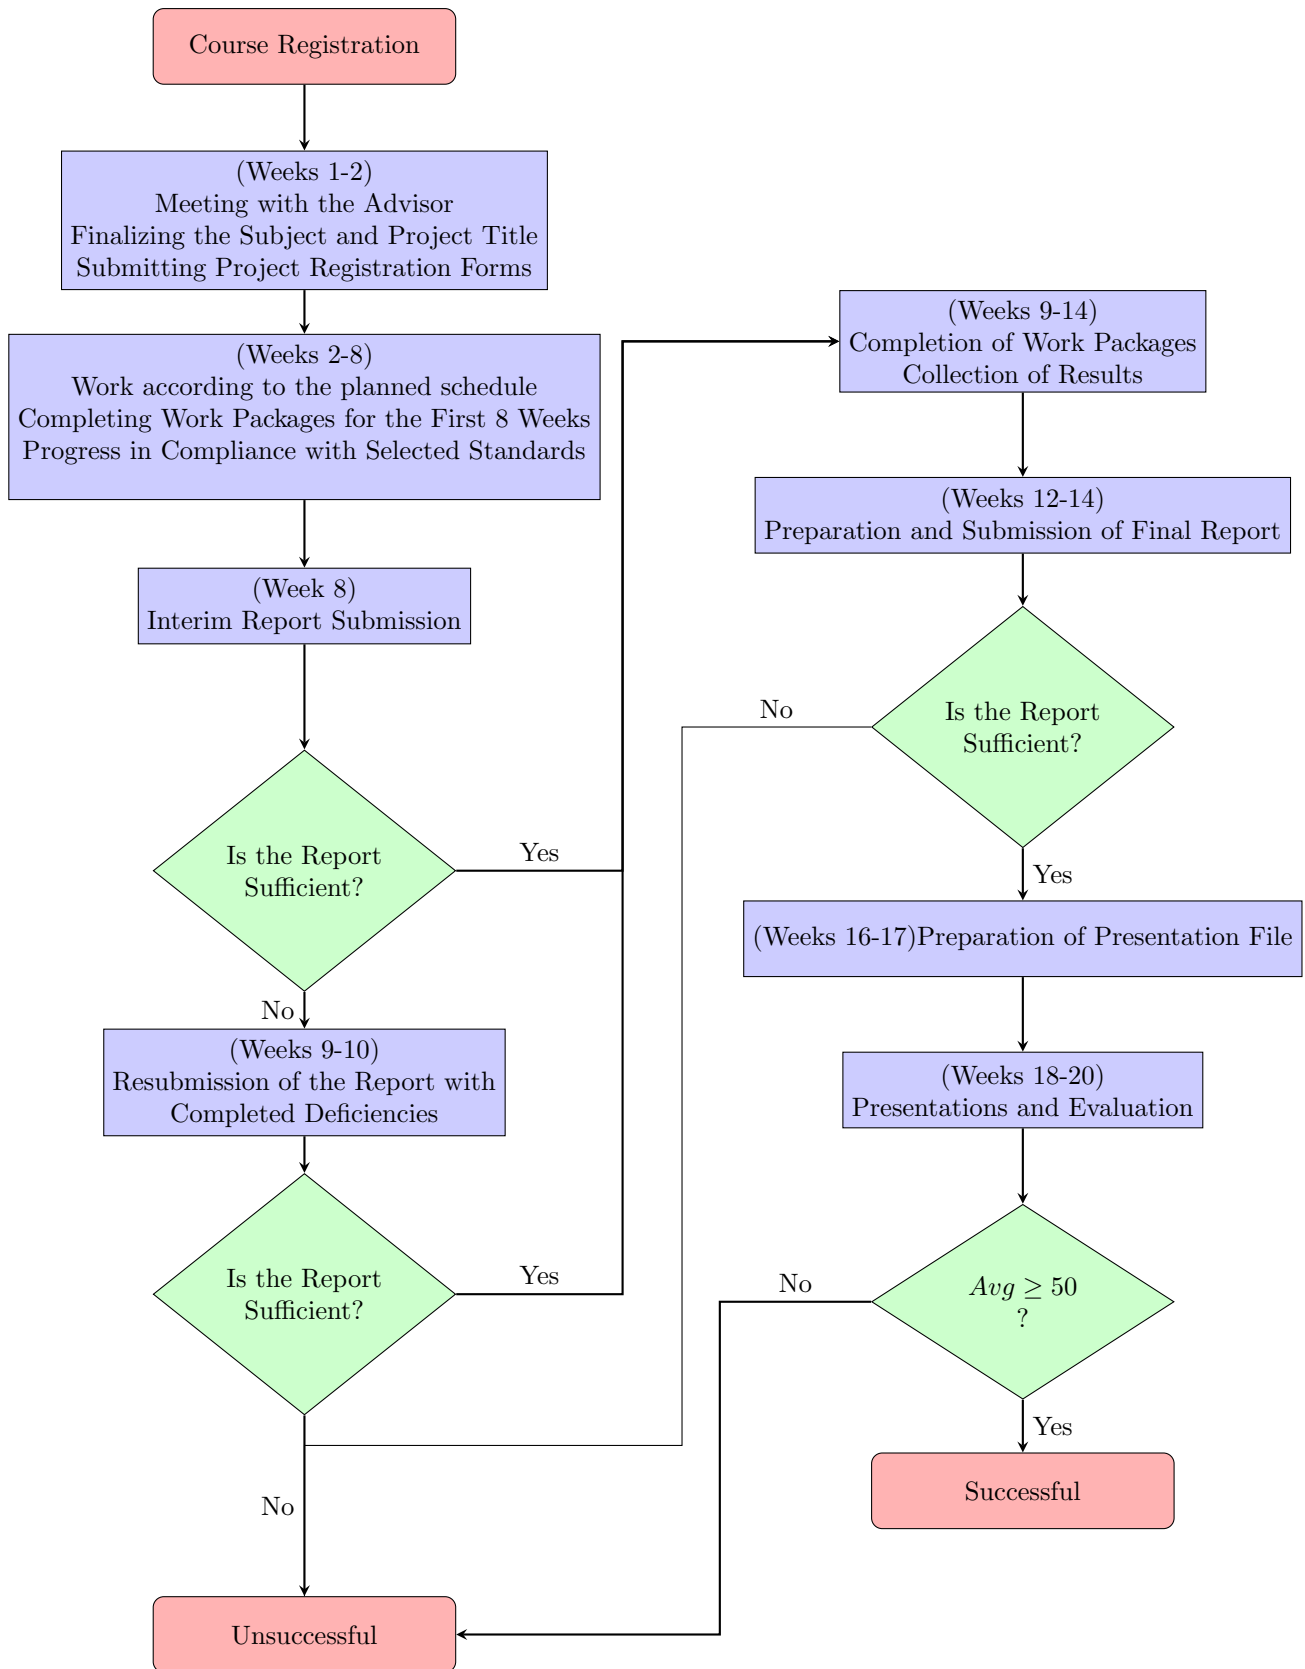 Course Registration
(Weeks 1-2)
Meeting with the Advisor
Finalizing the Subject and Project Title
Submitting Project Registration Forms
(Weeks 2-8)
Work according to the planned schedule
Completing Work Packages for the First 8 Weeks
Progress in Compliance with Selected Standards
(Week 8)
Interim Report Submission
Is the Report
Sufficient?
Yes
No
(Weeks 9-10)
Resubmission of the Report with
Completed Deficiencies
Is the Report
Sufficient?
Yes
No
Unsuccessful
(Weeks 9-14)
Completion of Work Packages
Collection of Results
(Weeks 12-14)
Preparation and Submission of Final Report
Is the Report
Sufficient?
No
Yes
(Weeks 16-17)Preparation of Presentation File
(Weeks 18-20)
Presentations and Evaluation
Avg ≥ 50
?
No
Yes
Successful